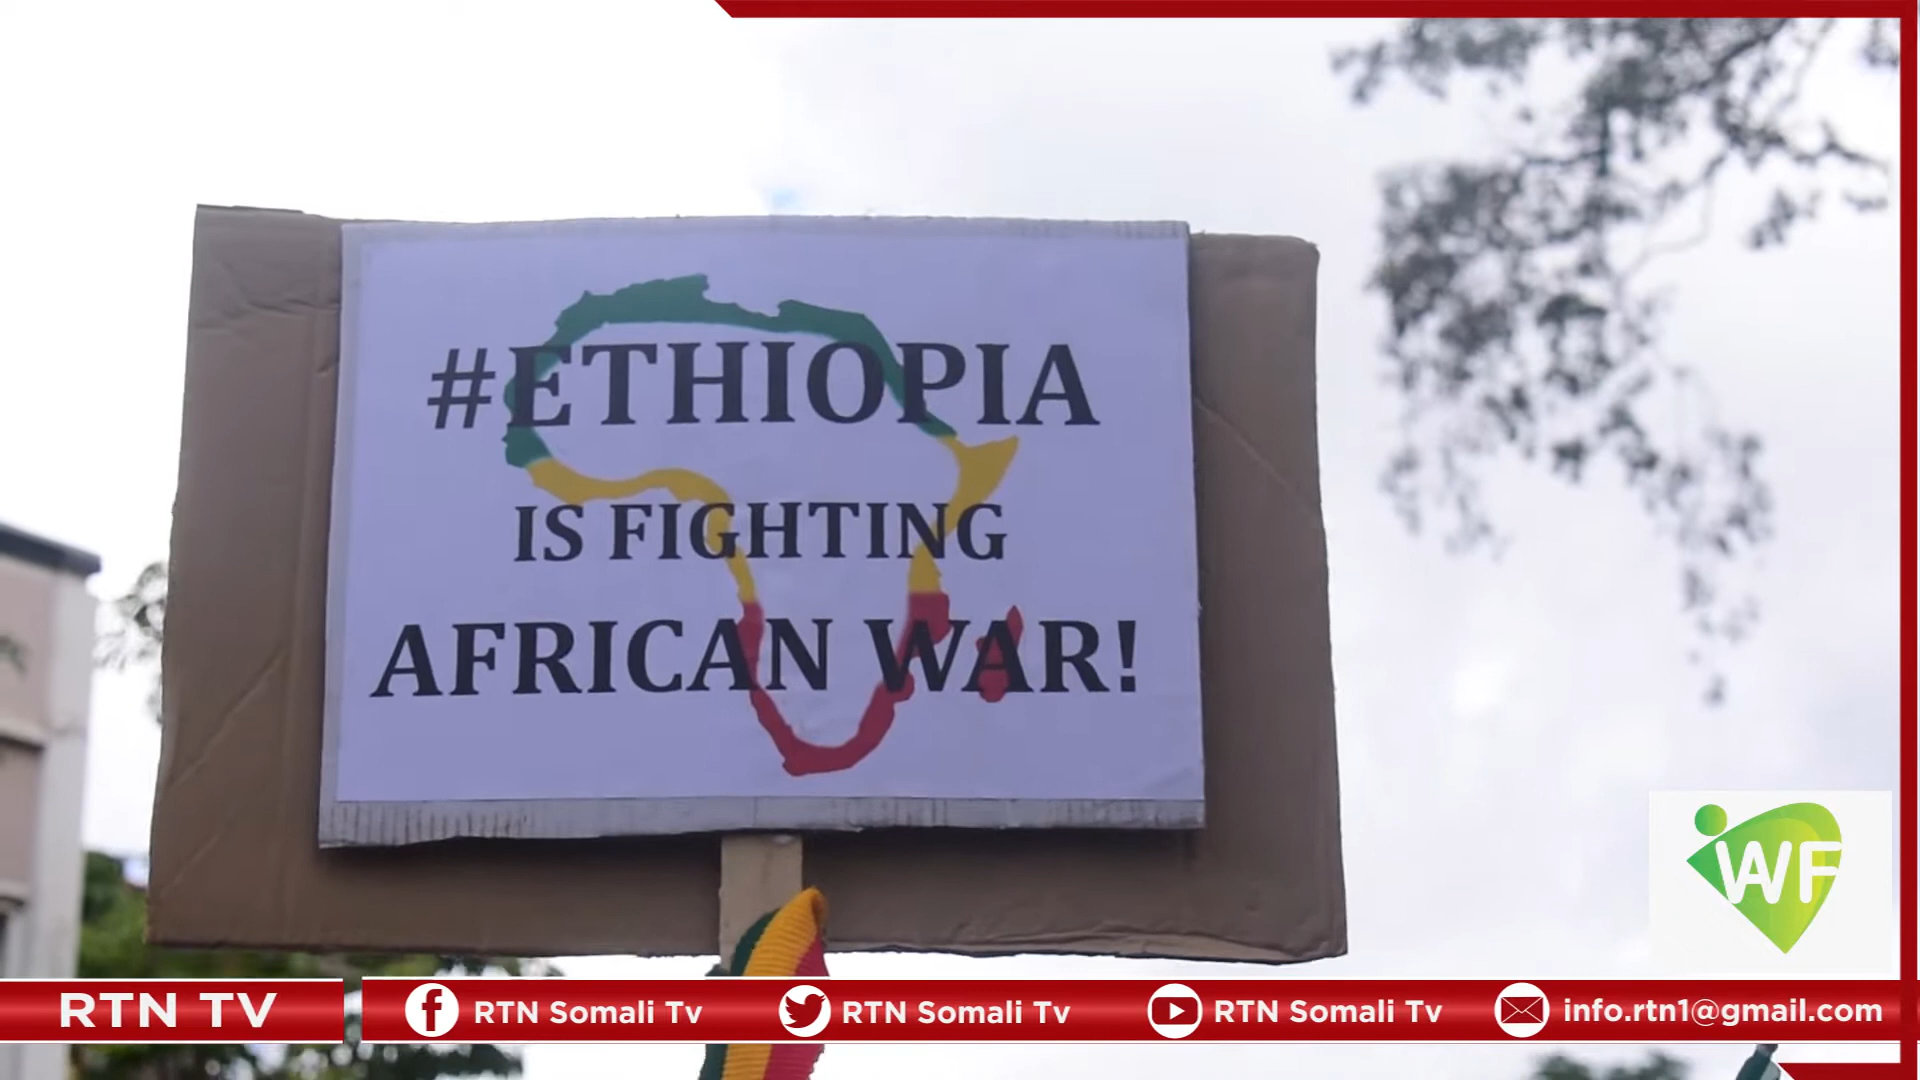 #ETHIOPIA
IS FIGHTING
AFRICAN WAR!
WF
RTN TV
RTN Somali Tv
RTN Somali Tv
RTN Somali Tv
info.rtn1@gmail.com